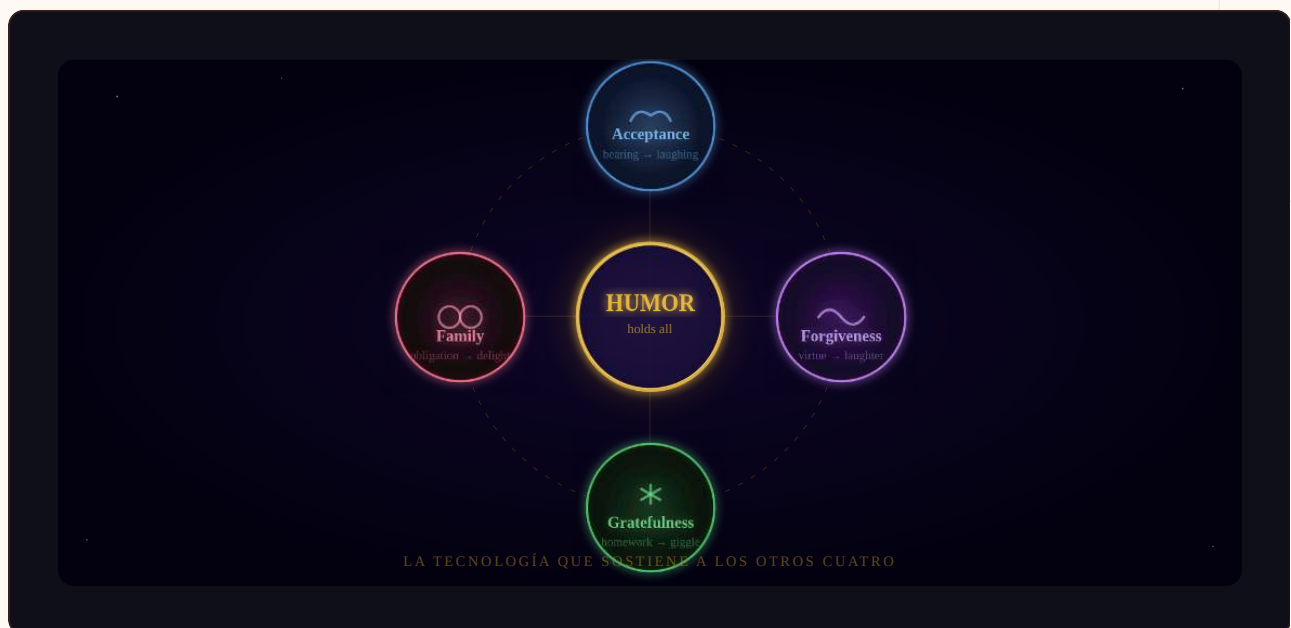 Acceptance
bearing → laughing
HUMOR
holds all
Family
obligation → delight
Forgiveness
virtue → laughter
Gratefulness
homework → giggle
LA TECNOLOGÍA QUE SOSTIENE A LOS OTROS CUATRO